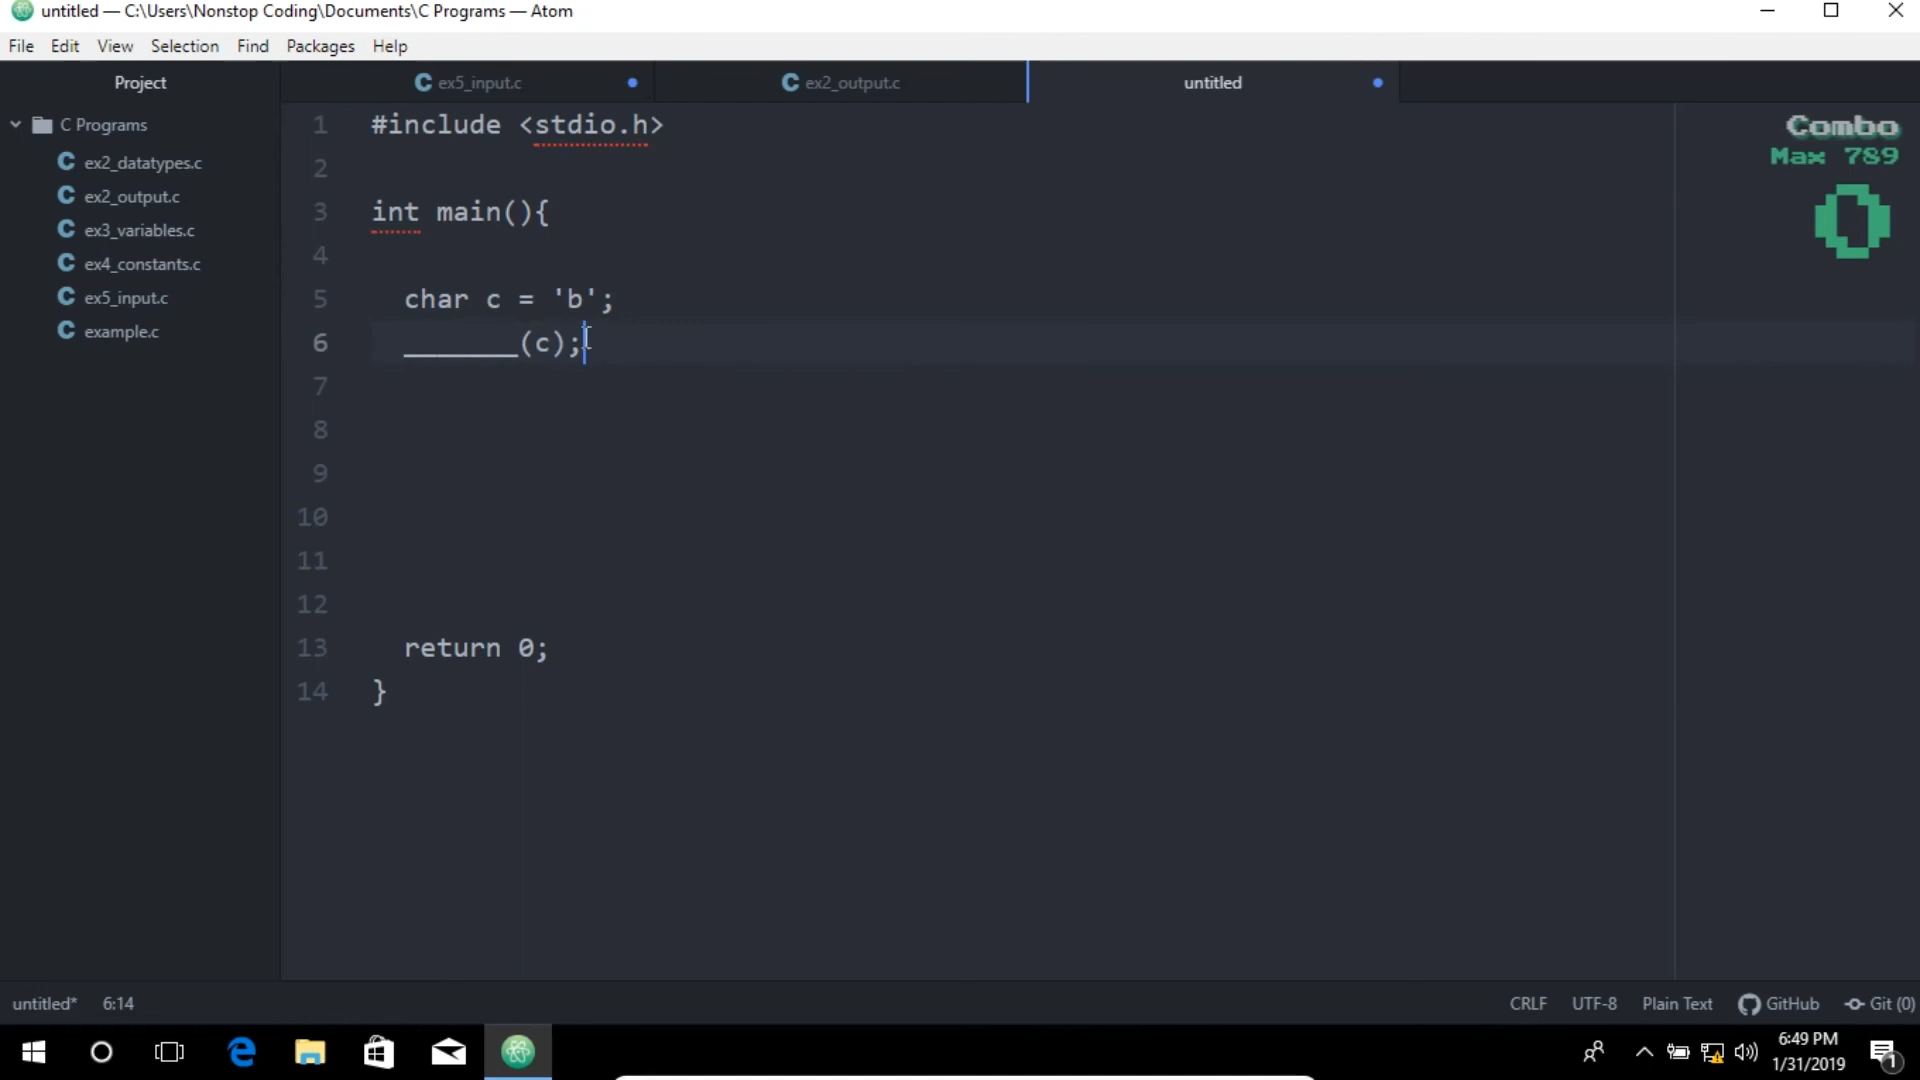 untitled — C:\Users\Nonstop Coding\Documents\C Programs — Atom
File Edit View Selection Find Packages Help
Project
ex5_input.c
ex2_output.c
untitled
C Programs
ex2_datatypes.c
ex2_output.c
ex3_variables.c
ex4_constants.c
ex5_input.c
example.c
1 #include <stdio.h>
2
3 int main(){
4
5 char c = 'b';
6 _______(c);
7
8
9
10
11
12
13 return 0;
14 }
Combo
Max 789
0
untitled* 6:14
CRLF UTF-8 Plain Text GitHub Git (0)
6:49 PM
1/31/2019
1